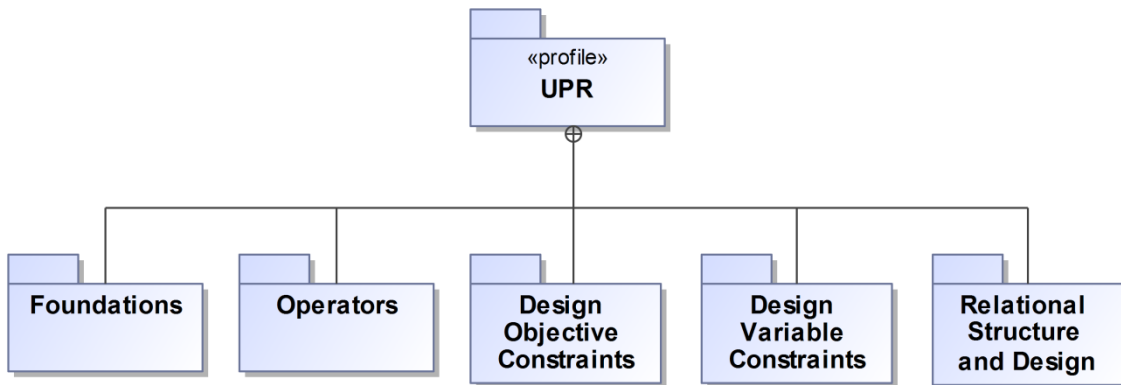 «profile»
UPR
Foundations
Operators
Design
Objective
Constraints
Design
Variable
Constraints
Relational
Structure
and Design